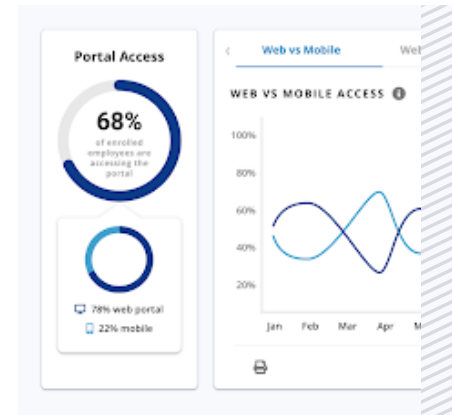 Portal Access
68%
of enrolled
employees are
accessing the
portal
78% web portal
22% mobile
Web vs Mobile
Web
WEB VS MOBILE ACCESS
100%
80%
60%
40%
20%
Jan Feb Mar Apr